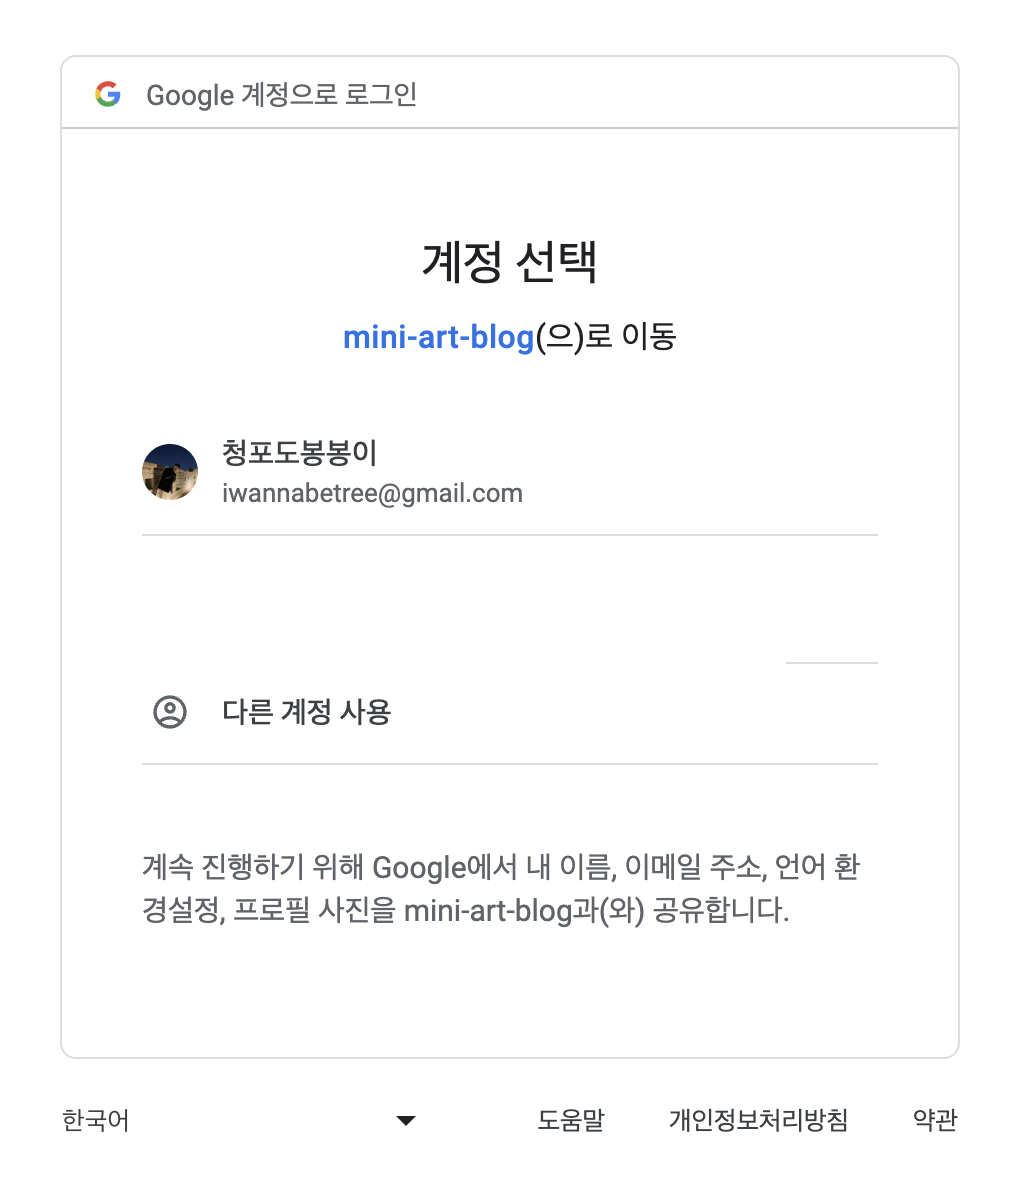 Google 계정으로 로그인
계정 선택
mini-art-blog(으)로 이동
청포도봉봉이
iwannabetree@gmail.com
다른 계정 사용
계속 진행하기 위해 Google에서 내 이름, 이메일 주소, 언어 환
경설정, 프로필 사진을 mini-art-blog과(와) 공유합니다.
한국어 도움말 개인정보처리방침 약관